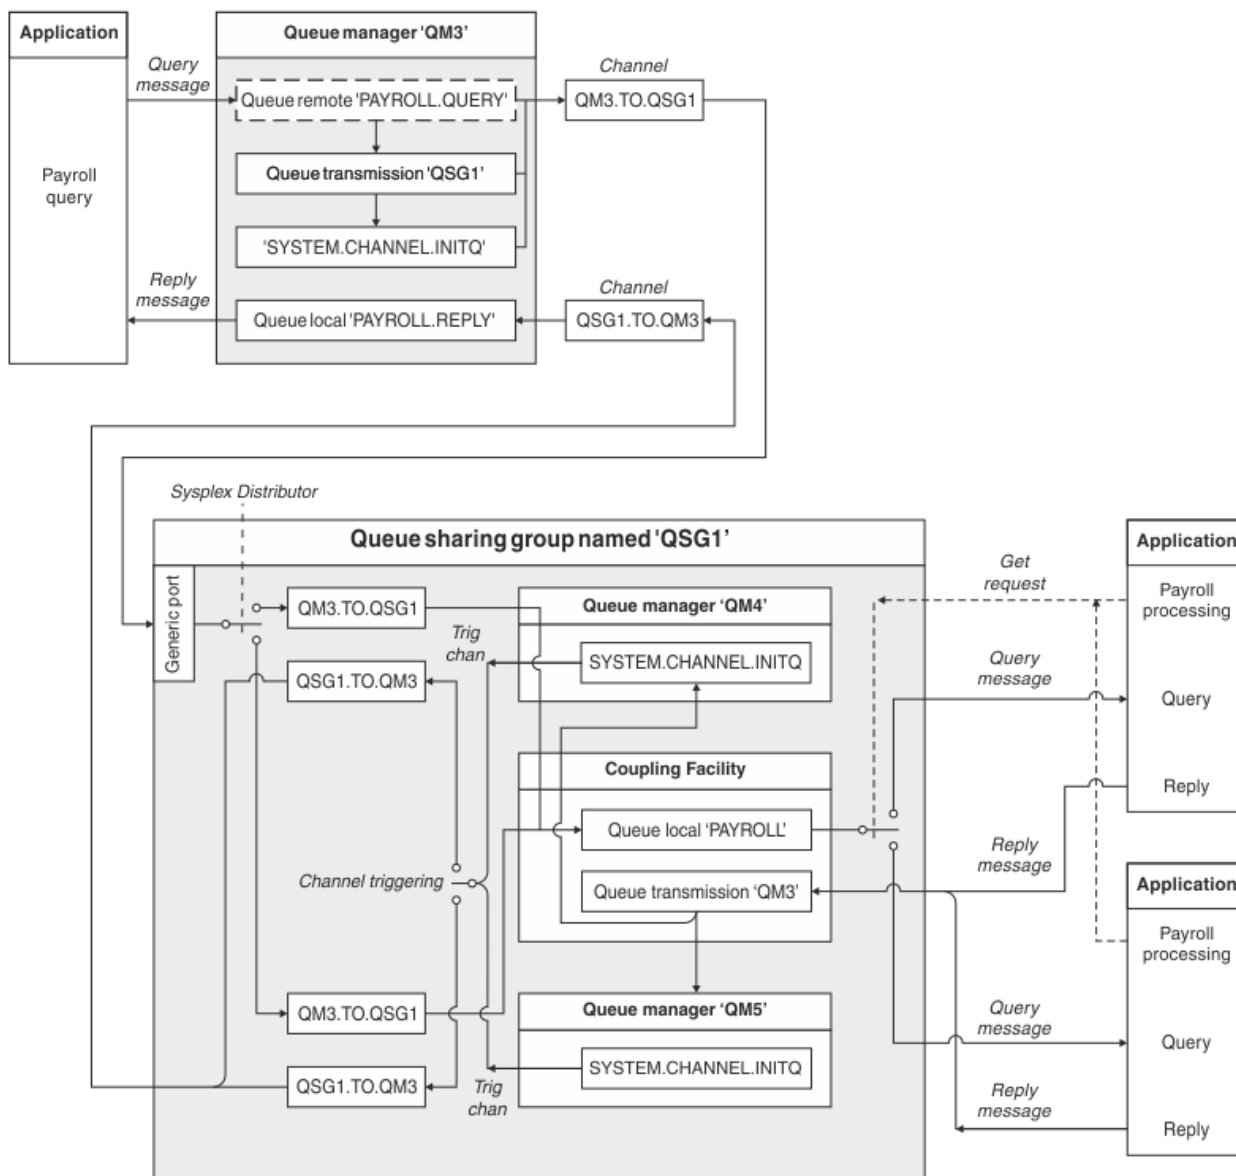 Application
Queue manager 'QM3'
Query
message
Channel
Queue remote 'PAYROLL.QUERY'
QM3.TO.QSG1
Payroll
query
Queue transmission 'QSG1'
'SYSTEM.CHANNEL.INITQ'
Reply
message
Channel
Queue local 'PAYROLL.REPLY'
QSG1.TO.QM3
Sysplex Distributor
Queue sharing group named 'QSG1'
Generic port
QM3.TO.QSG1
QSG1.TO.QM3
Trig
chan
Queue manager ‘QM4’
SYSTEM.CHANNEL.INITQ
Coupling Facility
Queue local ‘PAYROLL’
Queue transmission ‘QM3’
Channel triggering
QM3.TO.QSG1
QSG1.TO.QM3
Trig
chan
Queue manager ‘QM5’
SYSTEM.CHANNEL.INITQ
Get
request
Query
message
Reply
message
Query
message
Reply
message
Application
Payroll
processing
Query
Reply
Application
Payroll
processing
Query
Reply